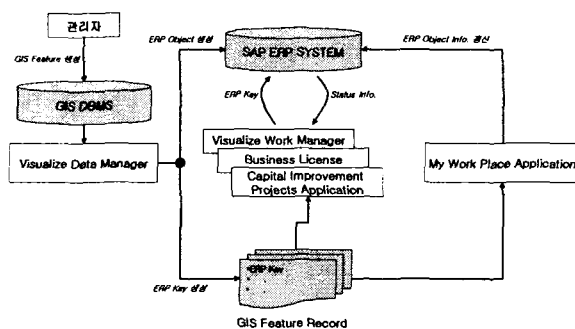 관리자
GIS Feature 생성
GIS DBMS
Visualize Data Manager
ERP Object 생성
SAP ERP SYSTEM
ERP Object Info. 갱신
ERP Key
Status Info.
Visualize Work Manager
Business License
Capital Improvement
Projects Application
My Work Place Application
ERP Key 생성
ERP Key
GIS Feature Record